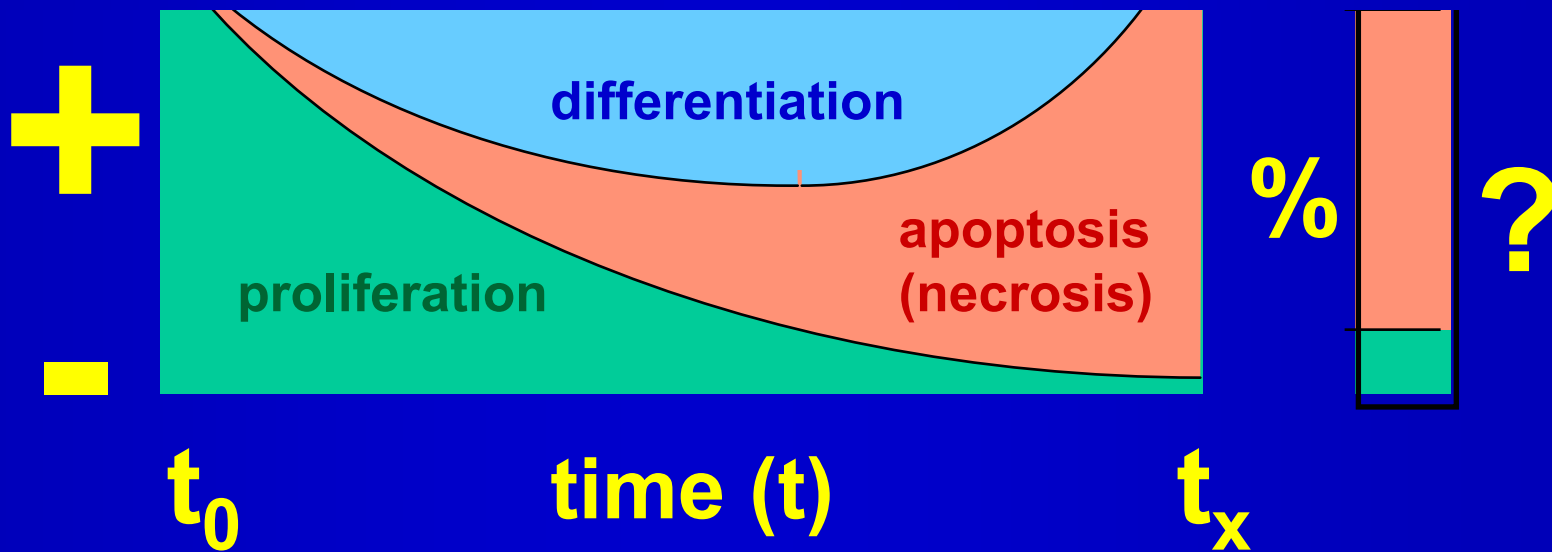 +
differentiation
%
?
apoptosis
(necrosis)
proliferation
-
t₀
time (t)
tₓ